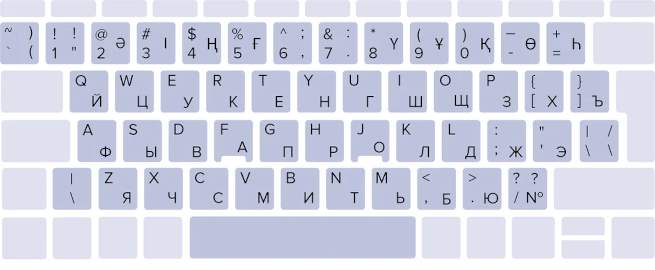 ~ ) ! ! @ # $ % ^ ; & : * ( ) _ +
` ( 1 " 2 Ә 3 І 4 Ң 5 Ғ 6 , 7 . 8 Ү 9 Ұ 0 Қ - Ө = Һ
Q Й W Ц E У R К T Е Y Н U Г I Ш O Щ P З { [ Х } ] Ъ
A Ф S Ы D В F А G П H Р J О K Л L Д : ; Ж " ' Э | / \ \
| \ Z Я X Ч C С V М B И N Т M Ь < , Б > . Ю ? ? / №